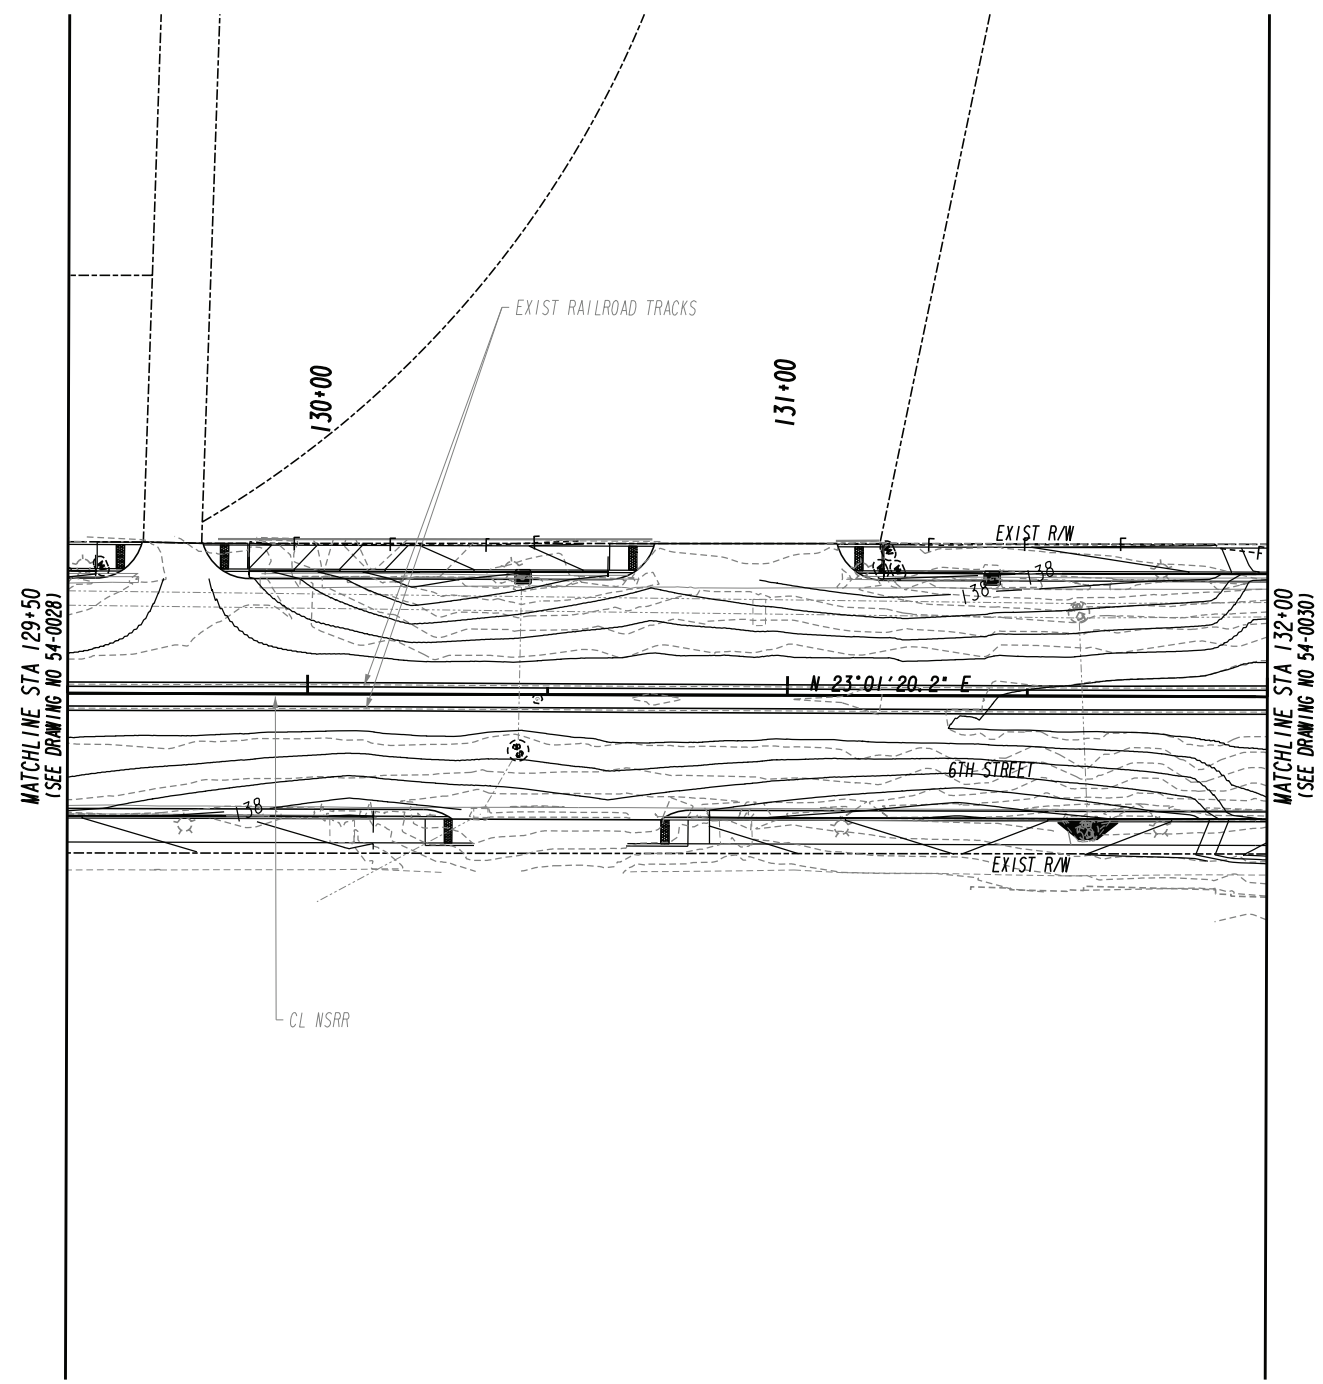 EXIST RAILROAD TRACKS
130+00
131+00
EXIST R/W
F F F F F F F F
138
138
MATCHLINE STA 129+50
(SEE DRAWING NO 54-0028)
MATCHLINE STA 132+00
(SEE DRAWING NO 54-0030)
N 23°01'20.2" E
6TH STREET
138
EXIST R/W
CL NSRR